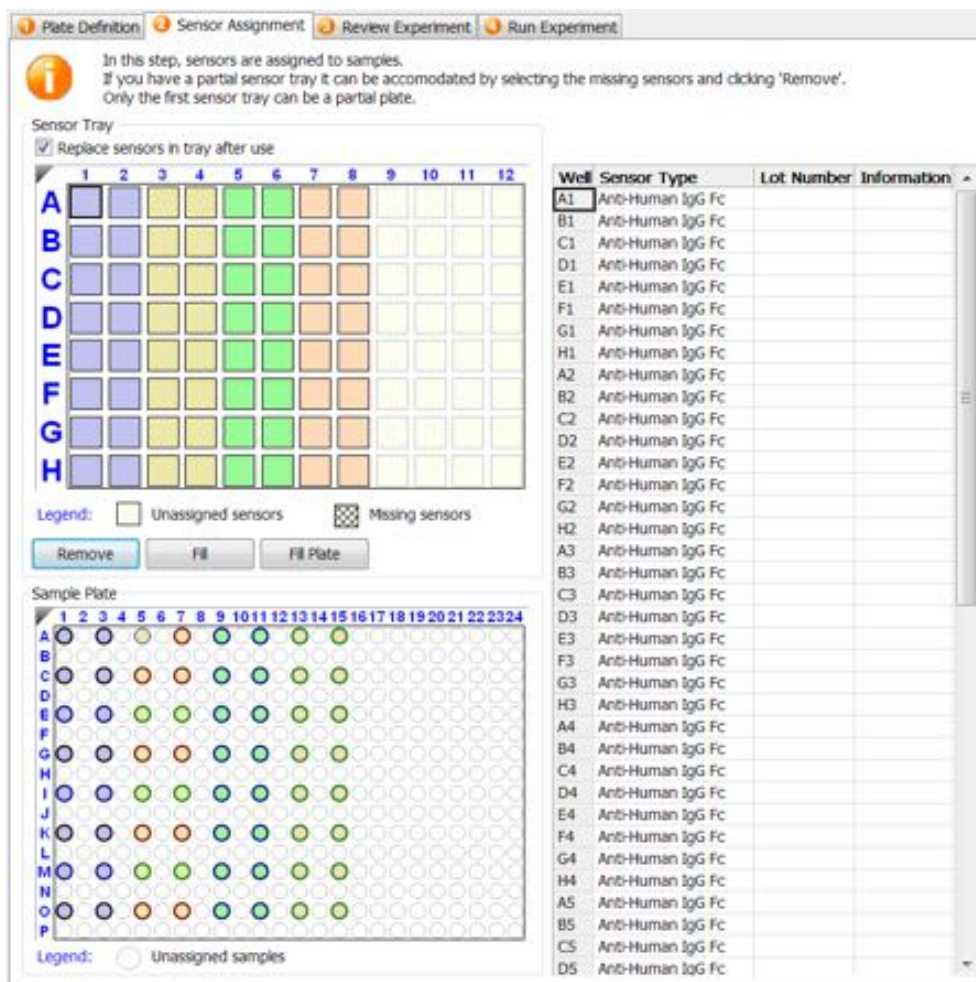 1 Plate Definition 2 Sensor Assignment 3 Review Experiment 4 Run Experiment
In this step, sensors are assigned to samples.
If you have a partial sensor tray it can be accomodated by selecting the missing sensors and clicking 'Remove'.
Only the first sensor tray can be a partial plate.
Sensor Tray
Replace sensors in tray after use
1 2 3 4 5 6 7 8 9 10 11 12
A
B
C
D
E
F
G
H
Legend: Unassigned sensors Missing sensors
Remove Fill Fill Plate
Sample Plate
1 2 3 4 5 6 7 8 9 10 11 12 13 14 15 16 17 18 19 20 21 22 23 24
A
B
C
D
E
F
G
H
I
J
K
L
M
N
O
P
Legend: Unassigned samples
Well Sensor Type Lot Number Information
A1 Anti-Human IgG Fc
B1 Anti-Human IgG Fc
C1 Anti-Human IgG Fc
D1 Anti-Human IgG Fc
E1 Anti-Human IgG Fc
F1 Anti-Human IgG Fc
G1 Anti-Human IgG Fc
H1 Anti-Human IgG Fc
A2 Anti-Human IgG Fc
B2 Anti-Human IgG Fc
C2 Anti-Human IgG Fc
D2 Anti-Human IgG Fc
E2 Anti-Human IgG Fc
F2 Anti-Human IgG Fc
G2 Anti-Human IgG Fc
H2 Anti-Human IgG Fc
A3 Anti-Human IgG Fc
B3 Anti-Human IgG Fc
C3 Anti-Human IgG Fc
D3 Anti-Human IgG Fc
E3 Anti-Human IgG Fc
F3 Anti-Human IgG Fc
G3 Anti-Human IgG Fc
H3 Anti-Human IgG Fc
A4 Anti-Human IgG Fc
B4 Anti-Human IgG Fc
C4 Anti-Human IgG Fc
D4 Anti-Human IgG Fc
E4 Anti-Human IgG Fc
F4 Anti-Human IgG Fc
G4 Anti-Human IgG Fc
H4 Anti-Human IgG Fc
A5 Anti-Human IgG Fc
B5 Anti-Human IgG Fc
C5 Anti-Human IgG Fc
D5 Anti-Human IgG Fc